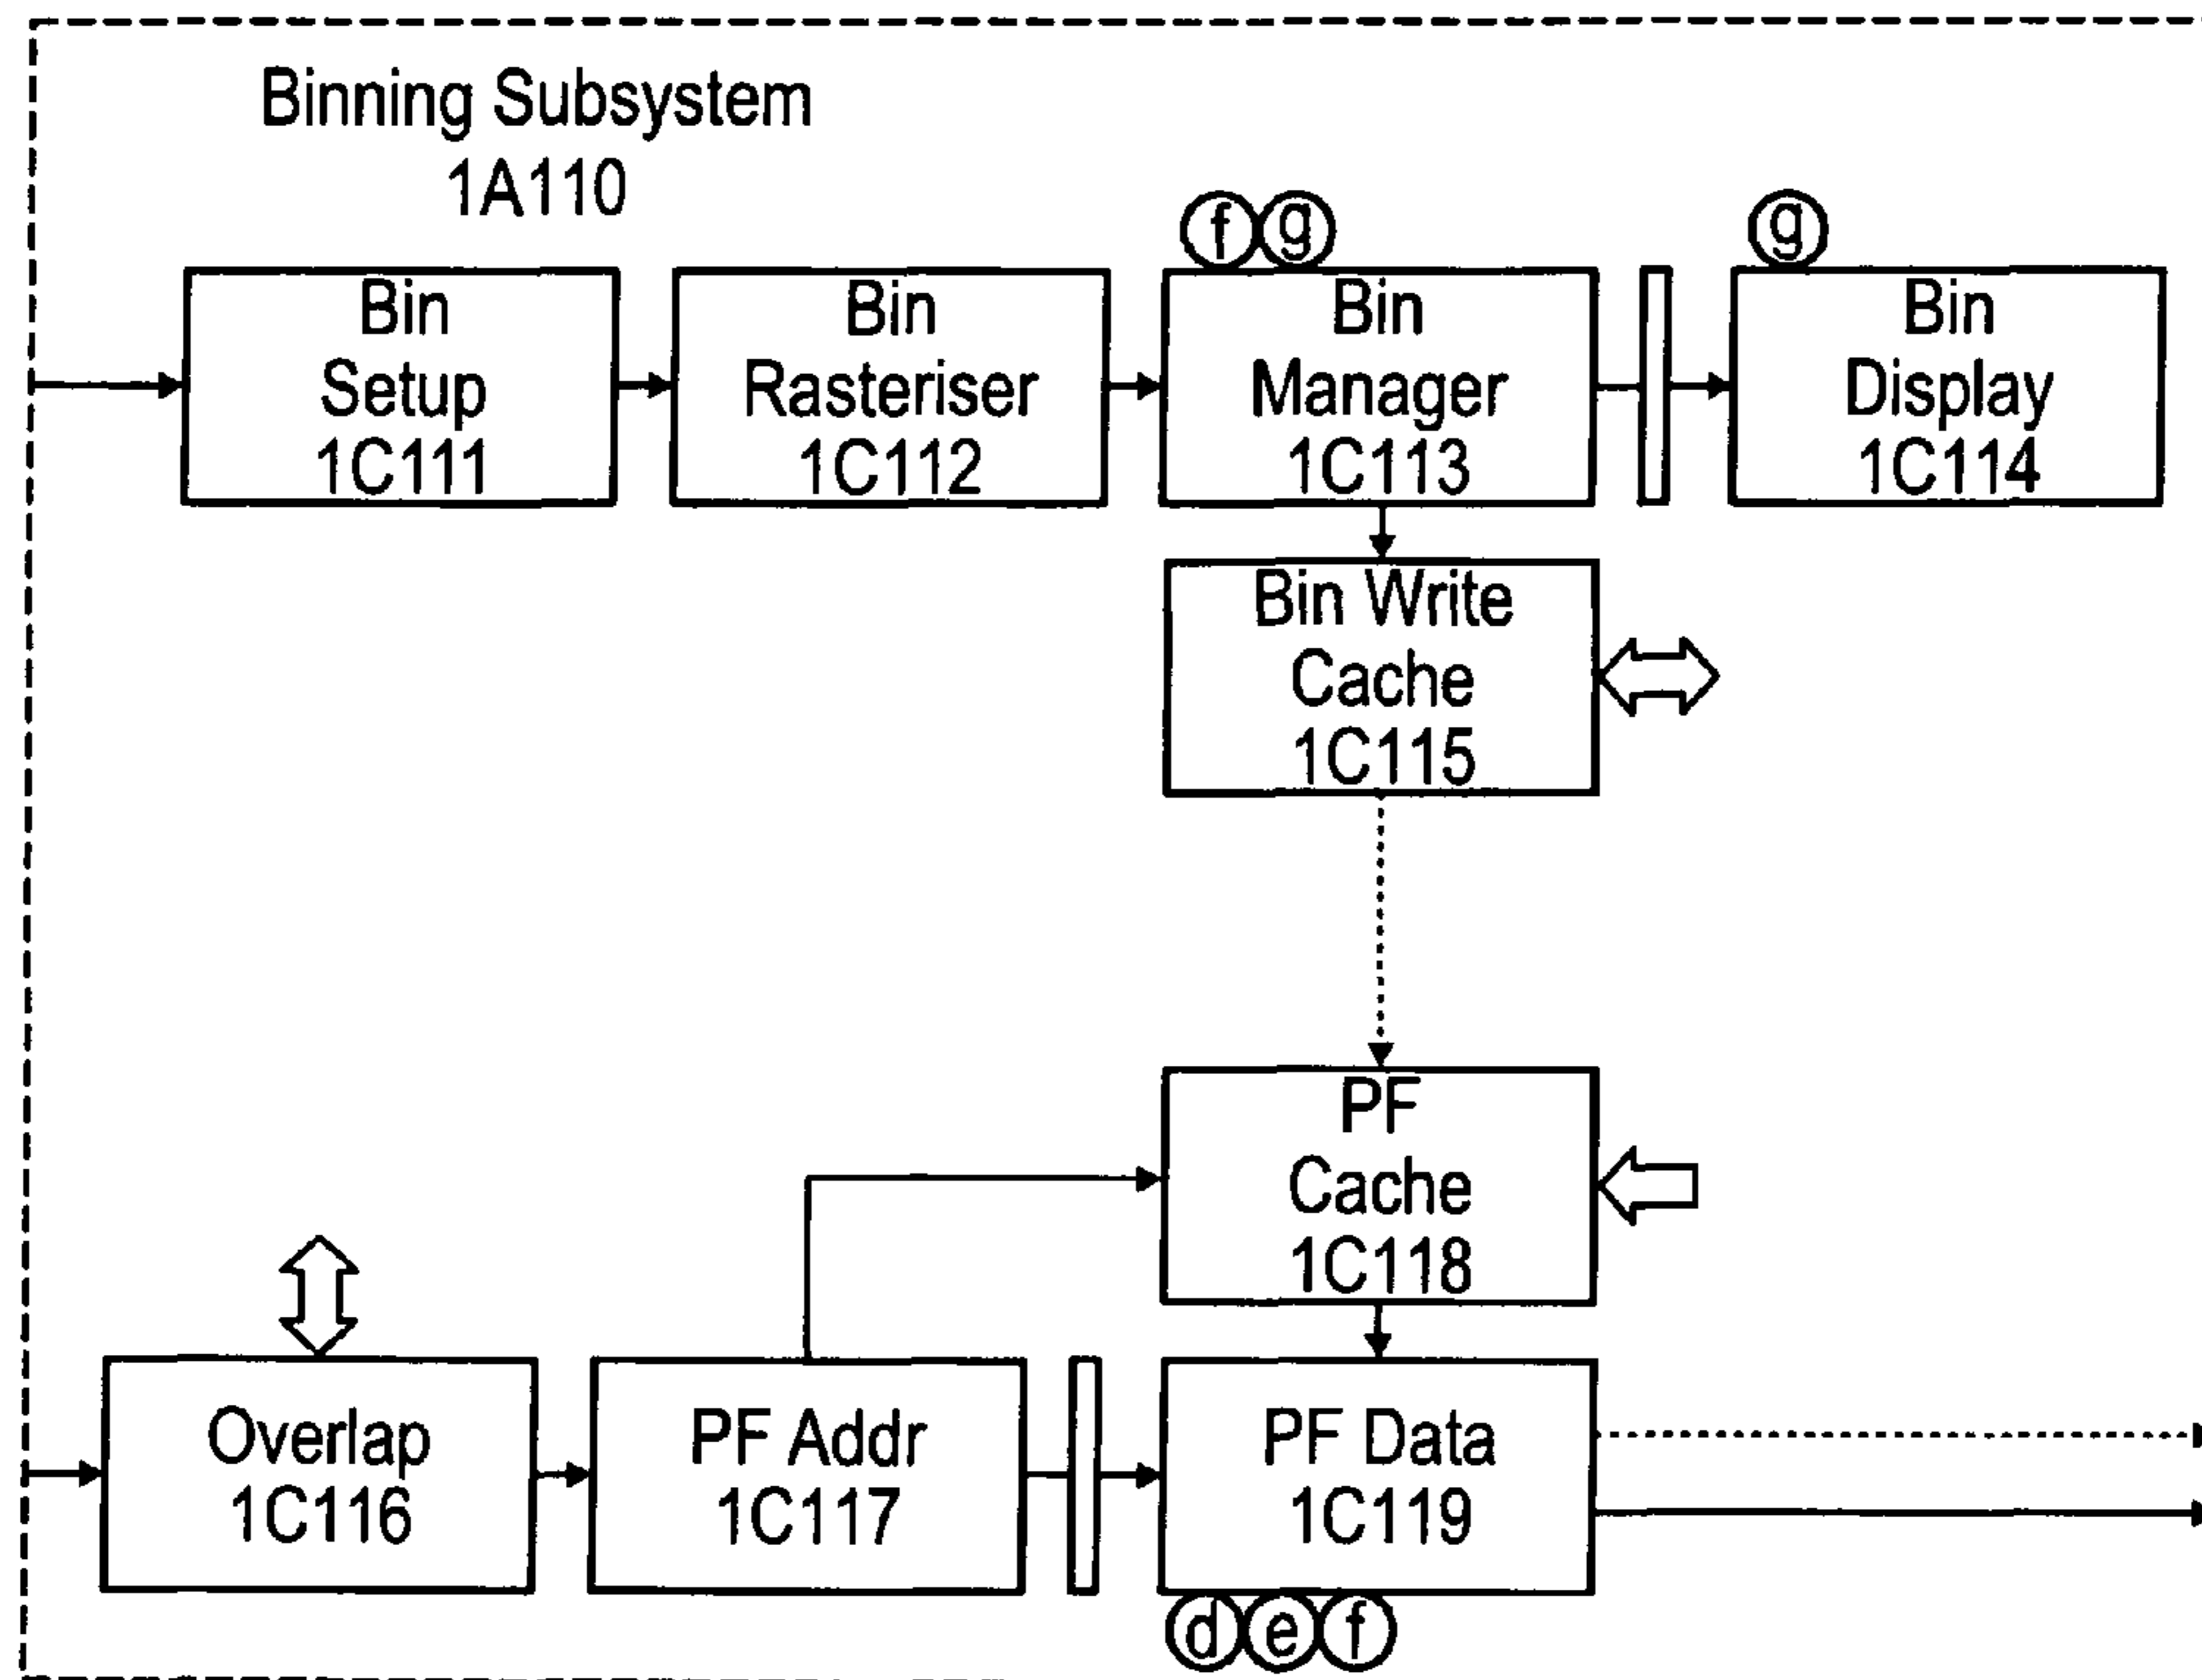 Binning Subsystem
1A110
f g
g
Bin
Setup
1C111
Bin
Rasteriser
1C112
Bin
Manager
1C113
Bin
Display
1C114
Bin Write
Cache
1C115
PF
Cache
1C118
Overlap
1C116
PF Addr
1C117
PF Data
1C119
d e f